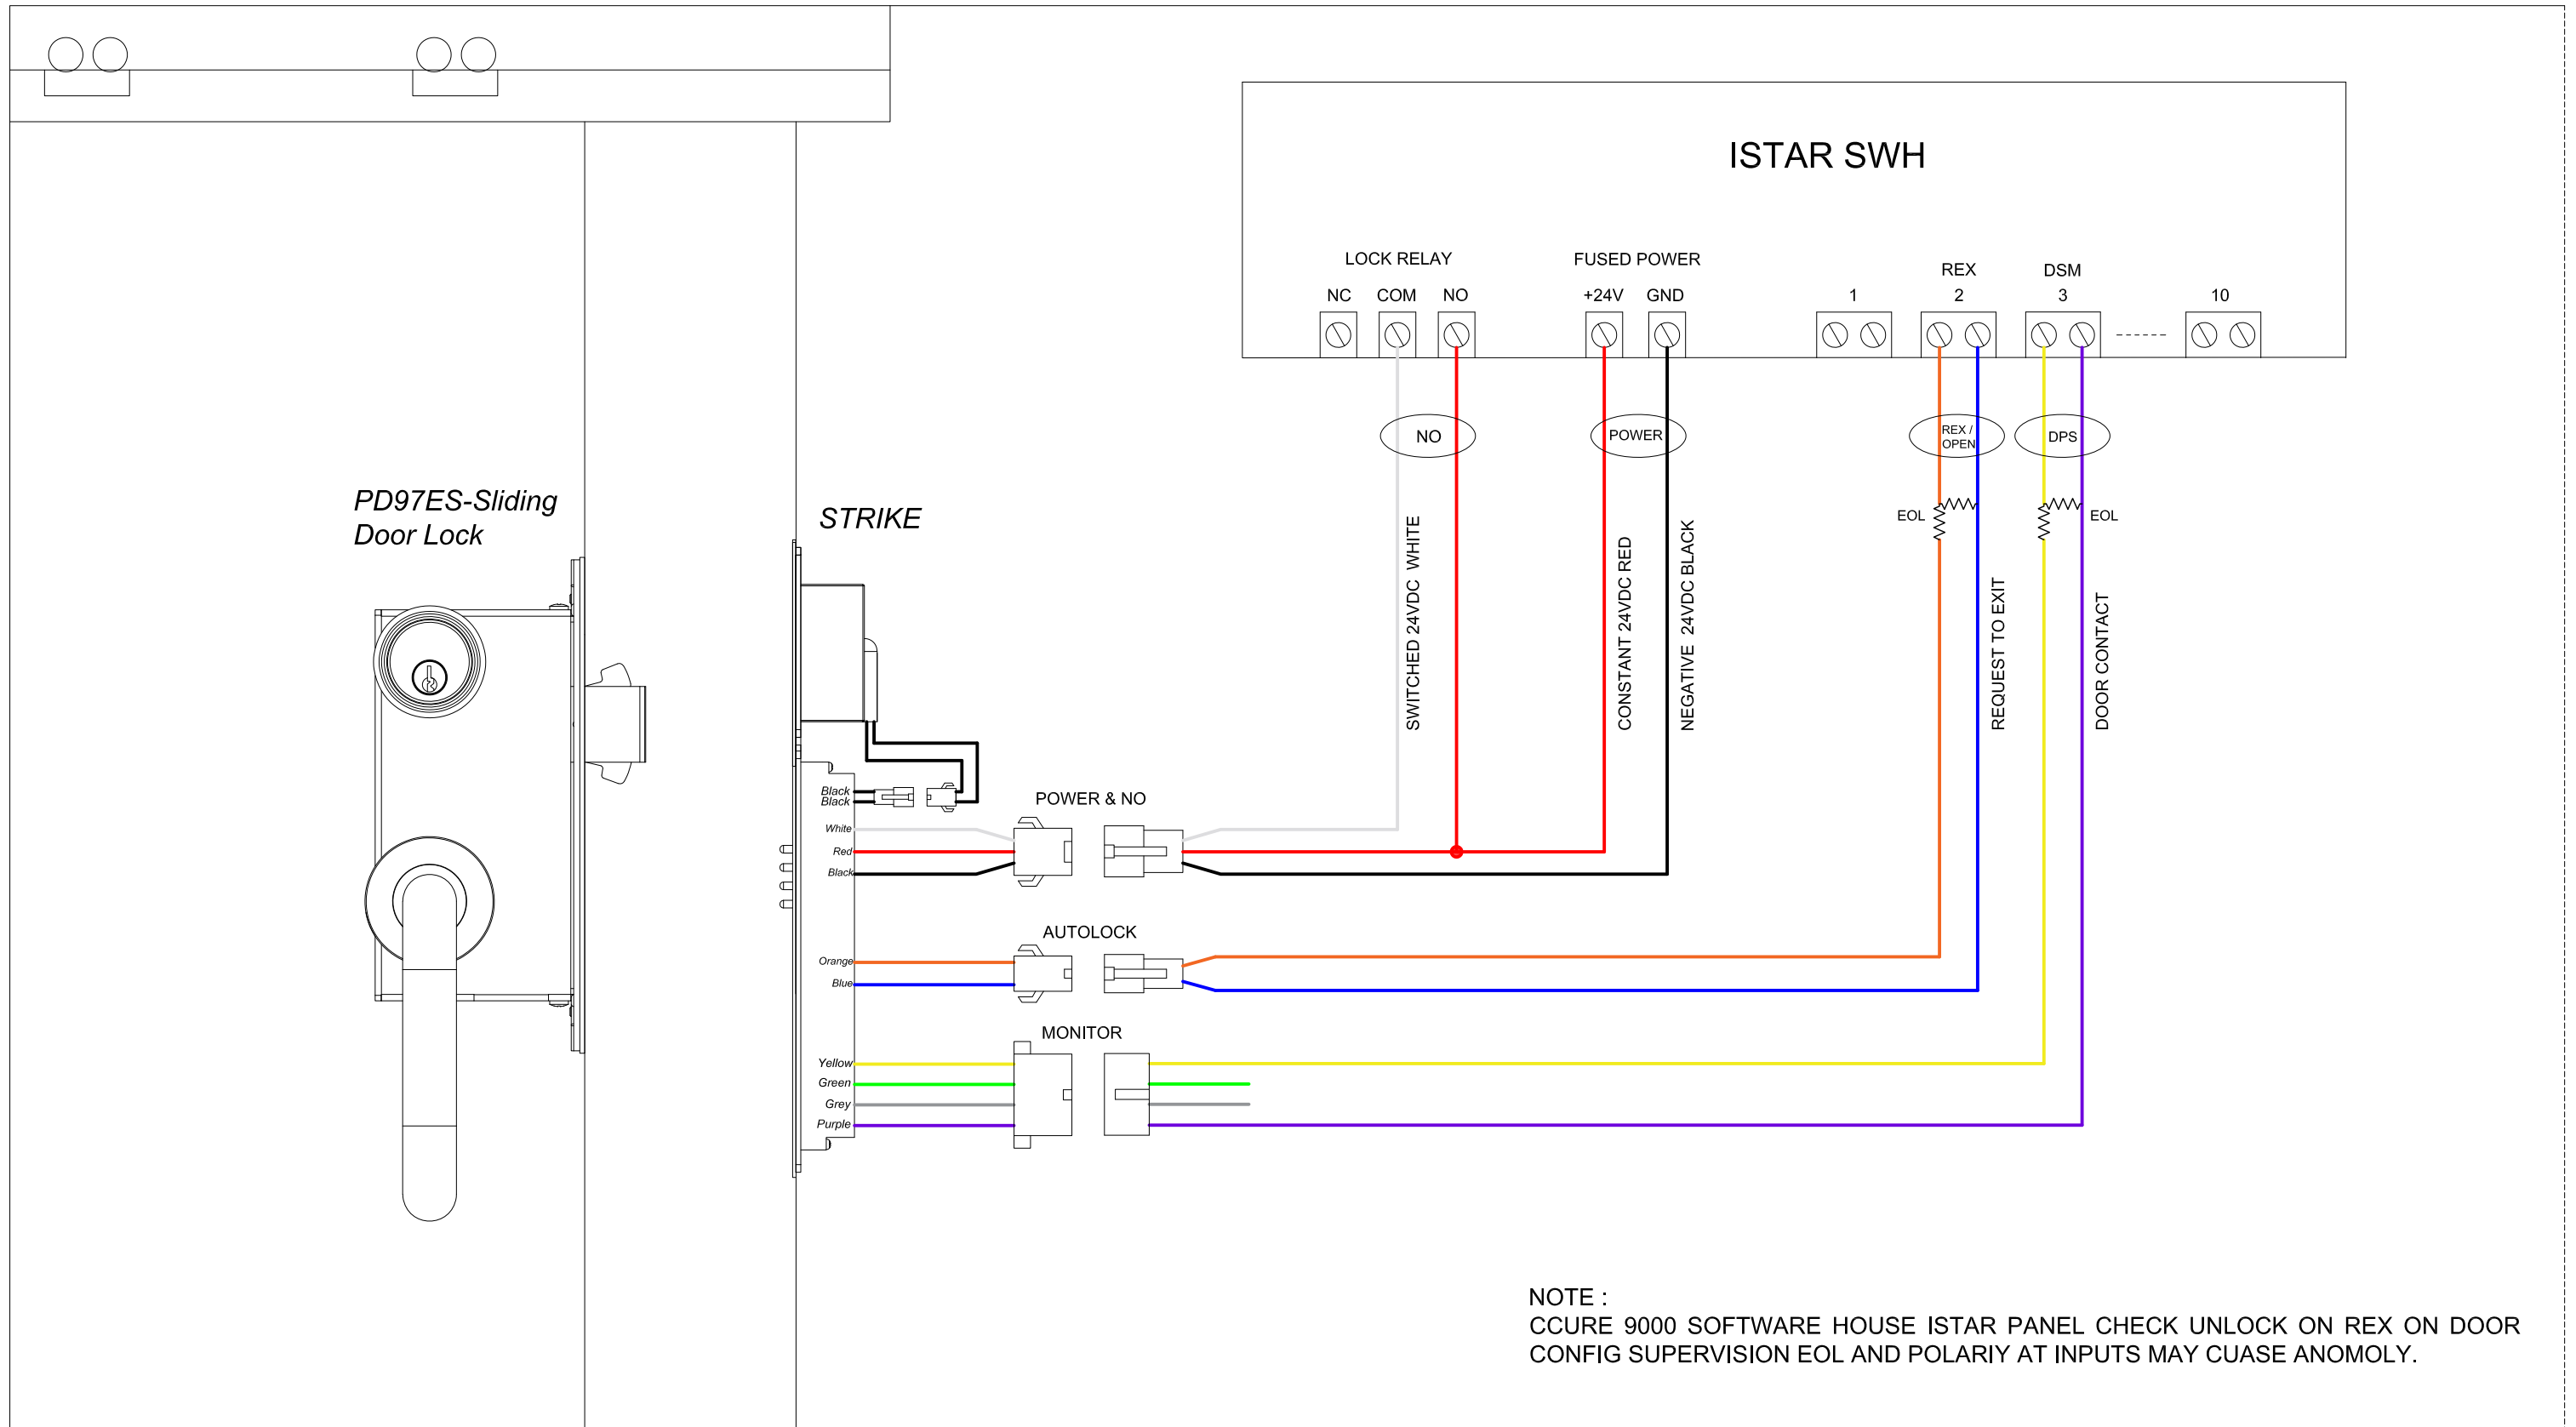 ISTAR SWH
LOCK RELAY
FUSED POWER
REX
DSM
NC
COM
NO
+24V
GND
1
2
3
10
NO
POWER
REX /
OPEN
DPS
EOL
EOL
PD97ES-Sliding
Door Lock
STRIKE
SWITCHED 24VDC WHITE
CONSTANT 24VDC RED
NEGATIVE 24VDC BLACK
REQUEST TO EXIT
DOOR CONTACT
Black
Black
POWER & NO
White
Red
Black
AUTOLOCK
Orange
Blue
MONITOR
Yellow
Green
Grey
Purple
NOTE :
CCURE 9000 SOFTWARE HOUSE ISTAR PANEL CHECK UNLOCK ON REX ON DOOR
CONFIG SUPERVISION EOL AND POLARIY AT INPUTS MAY CUASE ANOMOLY.